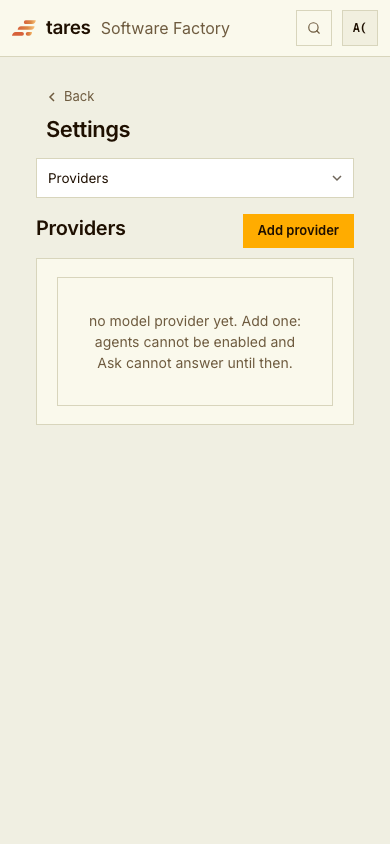 tares Software Factory A(
Back
Settings
Providers
Providers Add provider
no model provider yet. Add one:
agents cannot be enabled and
Ask cannot answer until then.